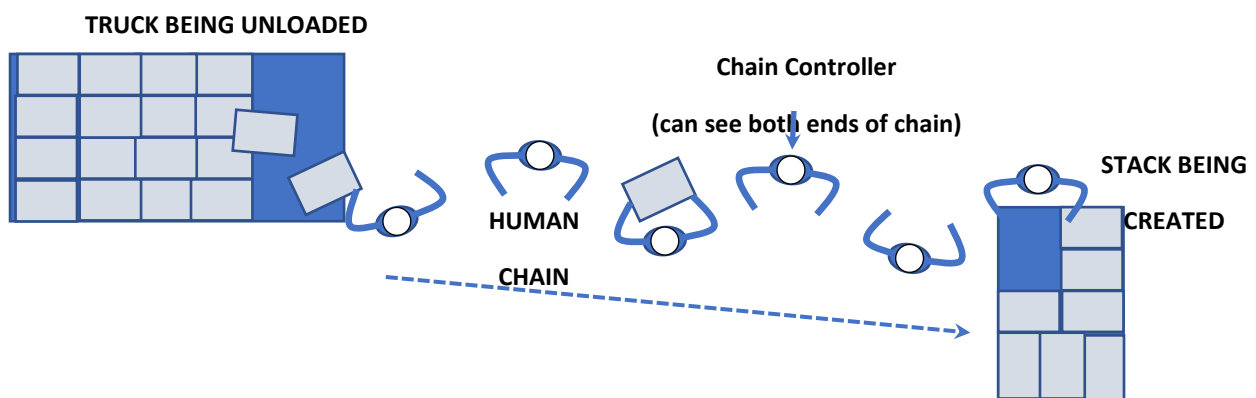 TRUCK BEING UNLOADED
Chain Controller
(can see both ends of chain)
HUMAN
CHAIN
STACK BEING
CREATED